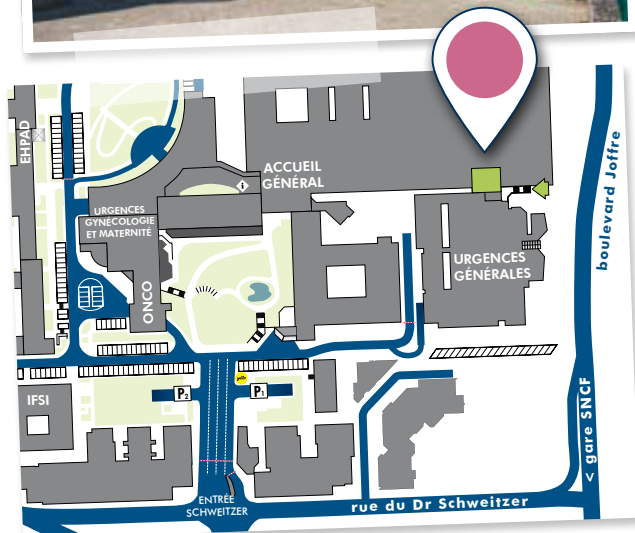 EHPAD
ACCUEIL
GÉNÉRAL
i
URGENCES
GYNÉCOLOGIE
ET MATERNITÉ
ONCO
URGENCES
GÉNÉRALES
boulevard Joffre
< gare SNCF
IFSI
P2
P1
ENTRÉE
SCHWEITZER
rue du Dr Schweitzer